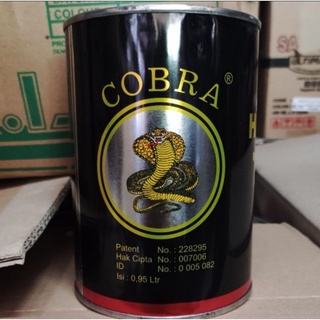 COBRA®
Patent No. : 228295
Hak Cipta No. : 007006
ID No. : 0 005 082
Isi : 0,95 Ltr